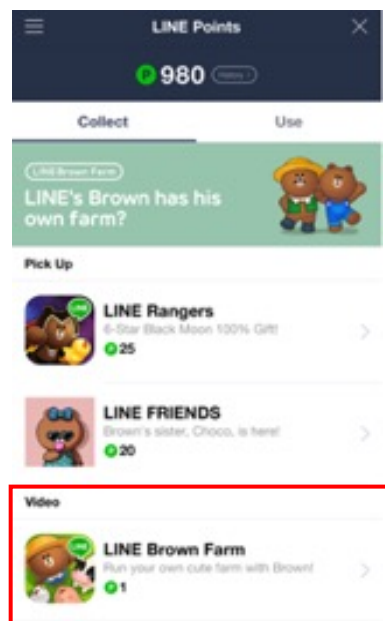 LINE Points
P 980 History >
Collect Use
LINE Brown Farm
LINE's Brown has his
own farm?
Pick Up
LINE Rangers
6-Star Black Moon 100% Gift!
P 25
LINE FRIENDS
Brown's sister, Choco, is here!
P 20
Video
LINE Brown Farm
Run your own cute farm with Brown!
P 1